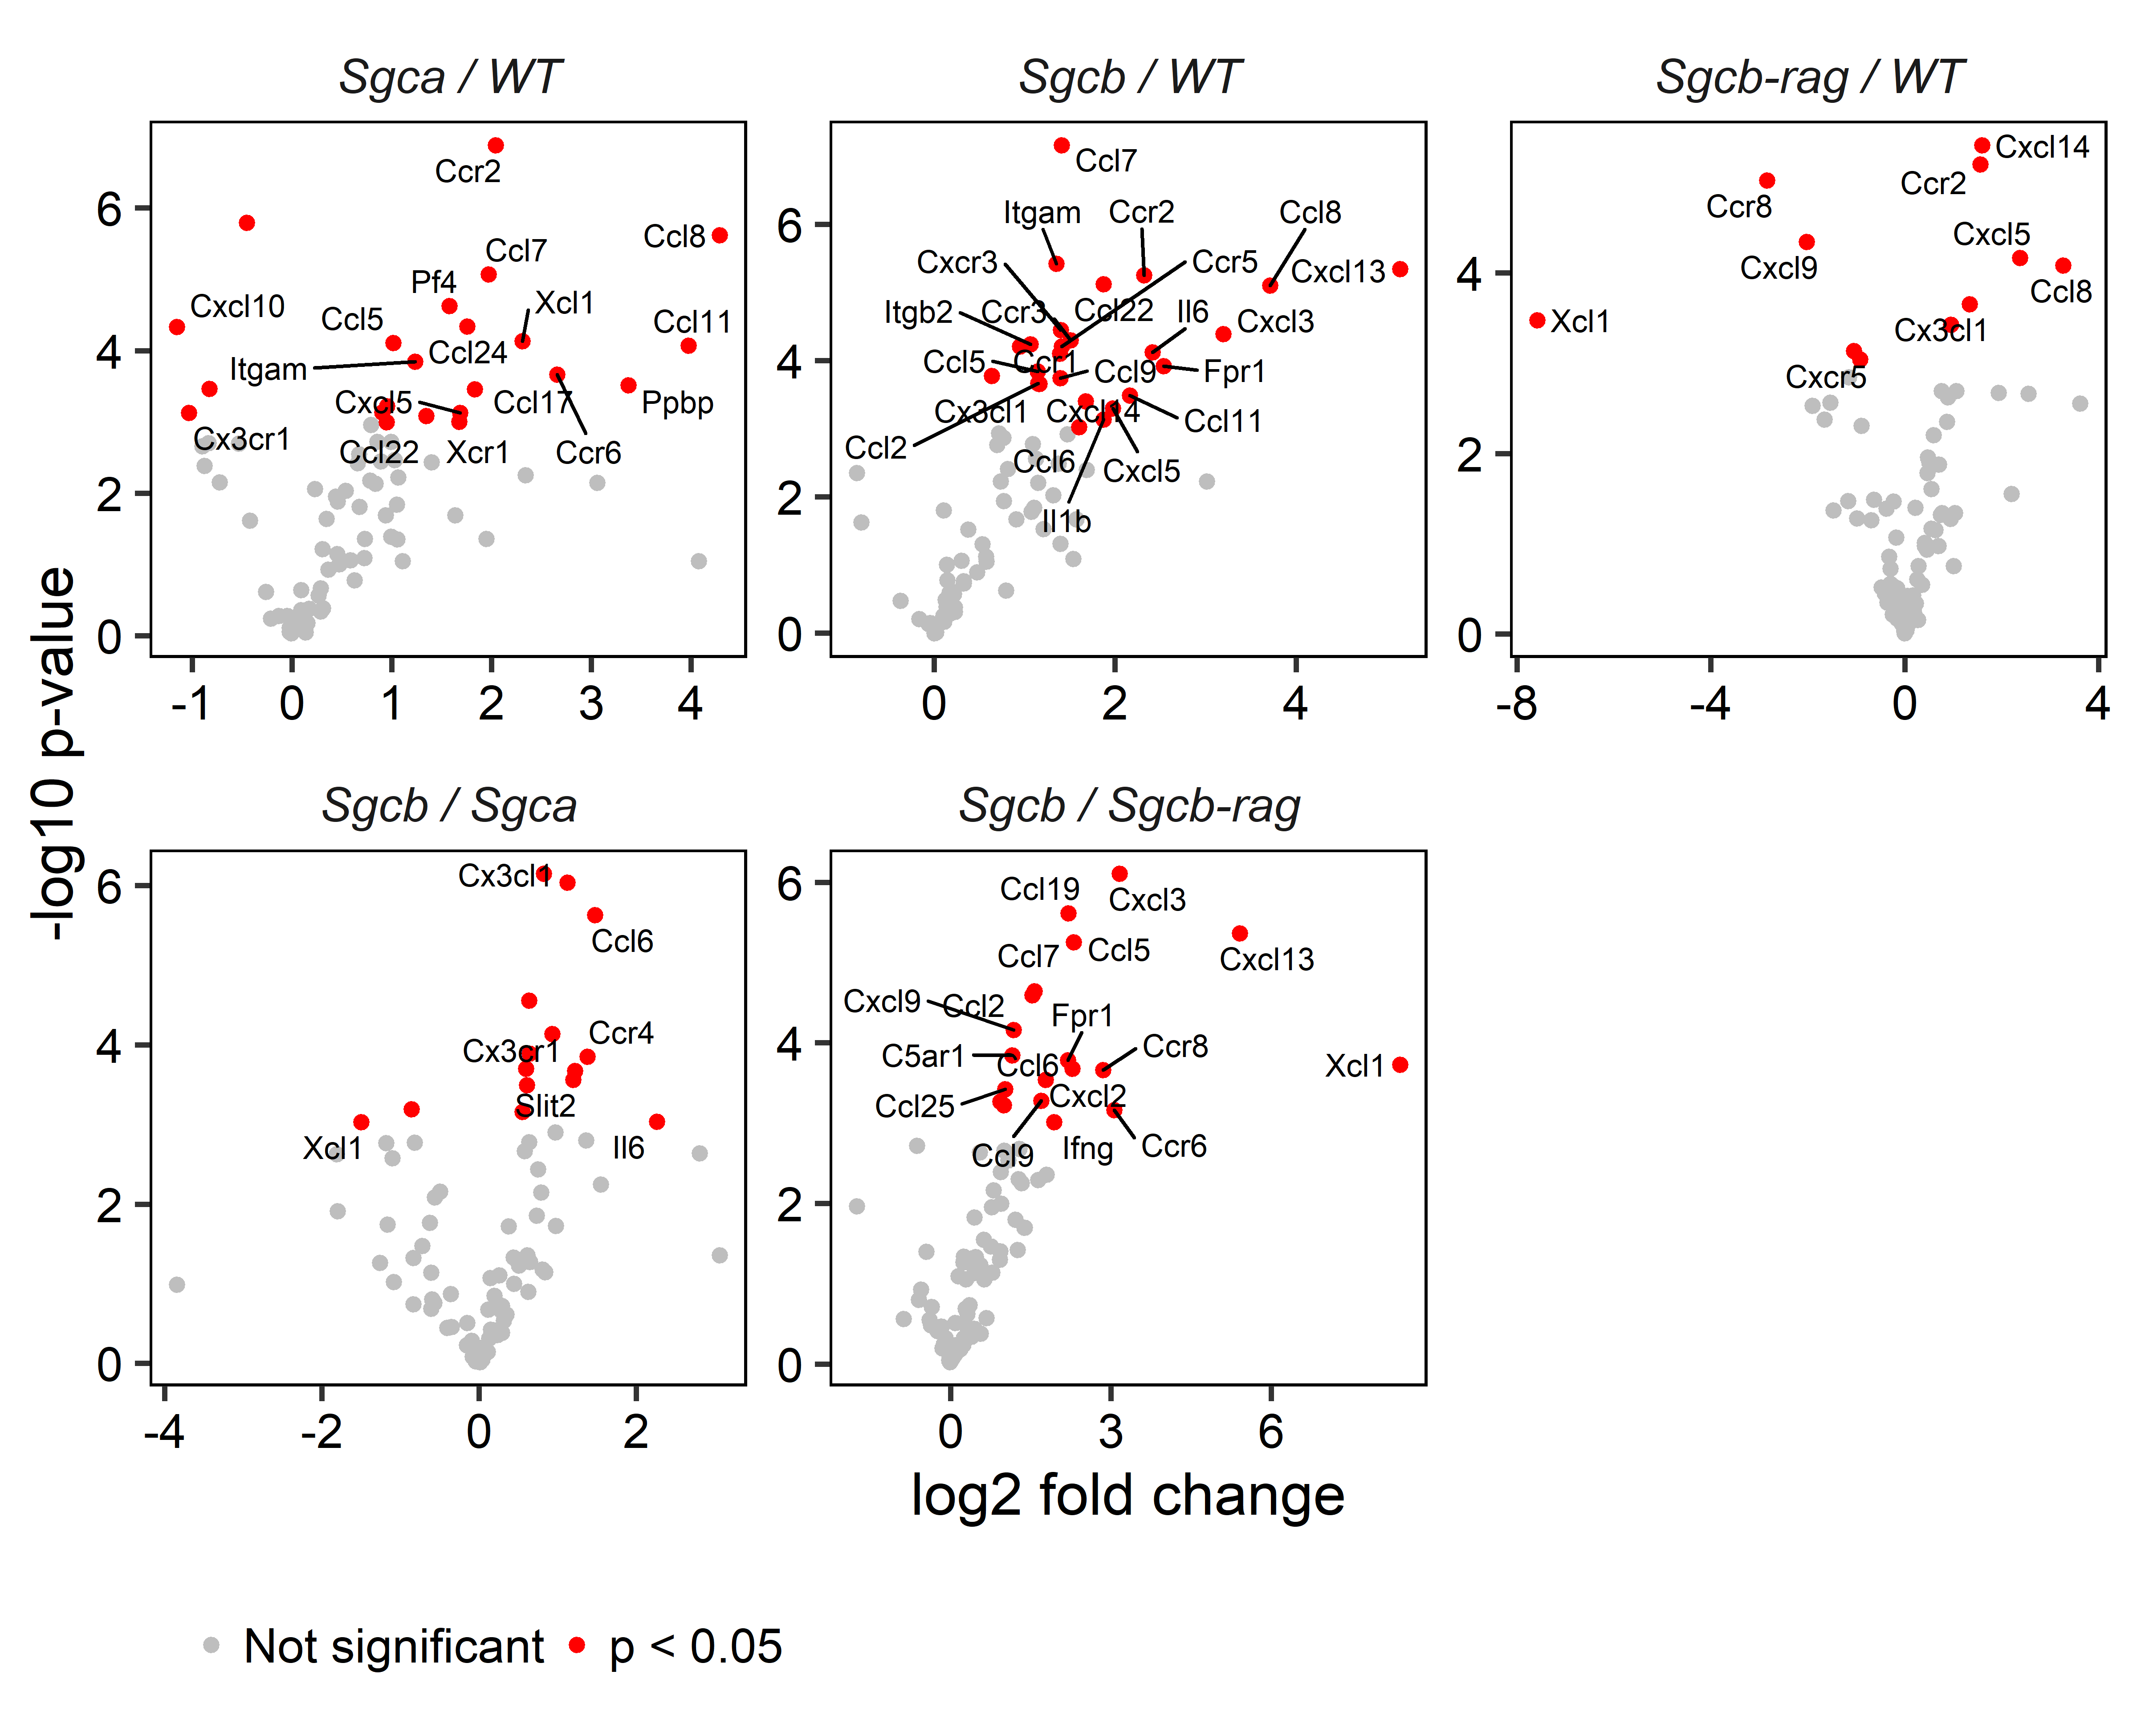 Sgca / WT
Sgcb / WT
Sgcb-rag / WT
-log10 p-value
6
4
2
0
-1
0
1
2
3
4
Ccr2
Ccl8
Ccl7
Pf4
Xcl1
Cxcl10
Ccl5
Ccl11
Ccl24
Itgam
Cxcl5
Ccl17
Ppbp
Cx3cr1
Ccl22
Xcr1
Ccr6
6
4
2
0
0
2
4
Ccl7
Itgam
Ccr2
Ccl8
Cxcr3
Ccr5
Cxcl13
Itgb2
Ccr3
Ccl22
Il6
Cxcl3
Ccl5
Ccr1
Ccl9
Fpr1
Cx3cl1
Cxcl14
Ccl11
Ccl2
Ccl6
Cxcl5
Il1b
4
2
0
-8
-4
0
4
Cxcl14
Ccr2
Ccr8
Cxcl5
Cxcl9
Ccl8
Xcl1
Cx3cl1
Cxcr5
Sgcb / Sgca
Sgcb / Sgcb-rag
6
4
2
0
-4
-2
0
2
Cx3cl1
Ccl6
Ccr4
Cx3cr1
Slit2
Xcl1
Il6
6
4
2
0
0
3
6
Ccl19
Cxcl3
Ccl7
Ccl5
Cxcl13
Cxcl9
Ccl2
Fpr1
C5ar1
Ccl6
Ccr8
Xcl1
Ccl25
Cxcl2
Ccl9
Ifng
Ccr6
log2 fold change
Not significant
p < 0.05